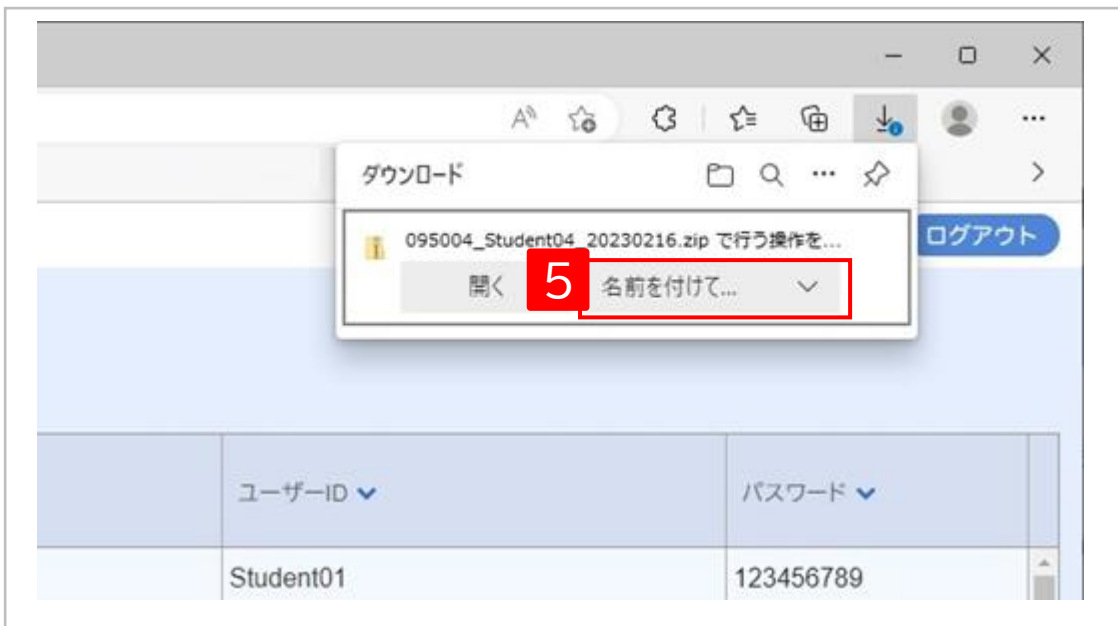 ダウンロード
095004_Student04_20230216.zip で行う操作を...
ログアウト
開く
5
名前を付けて...
ユーザーID
パスワード
Student01
123456789